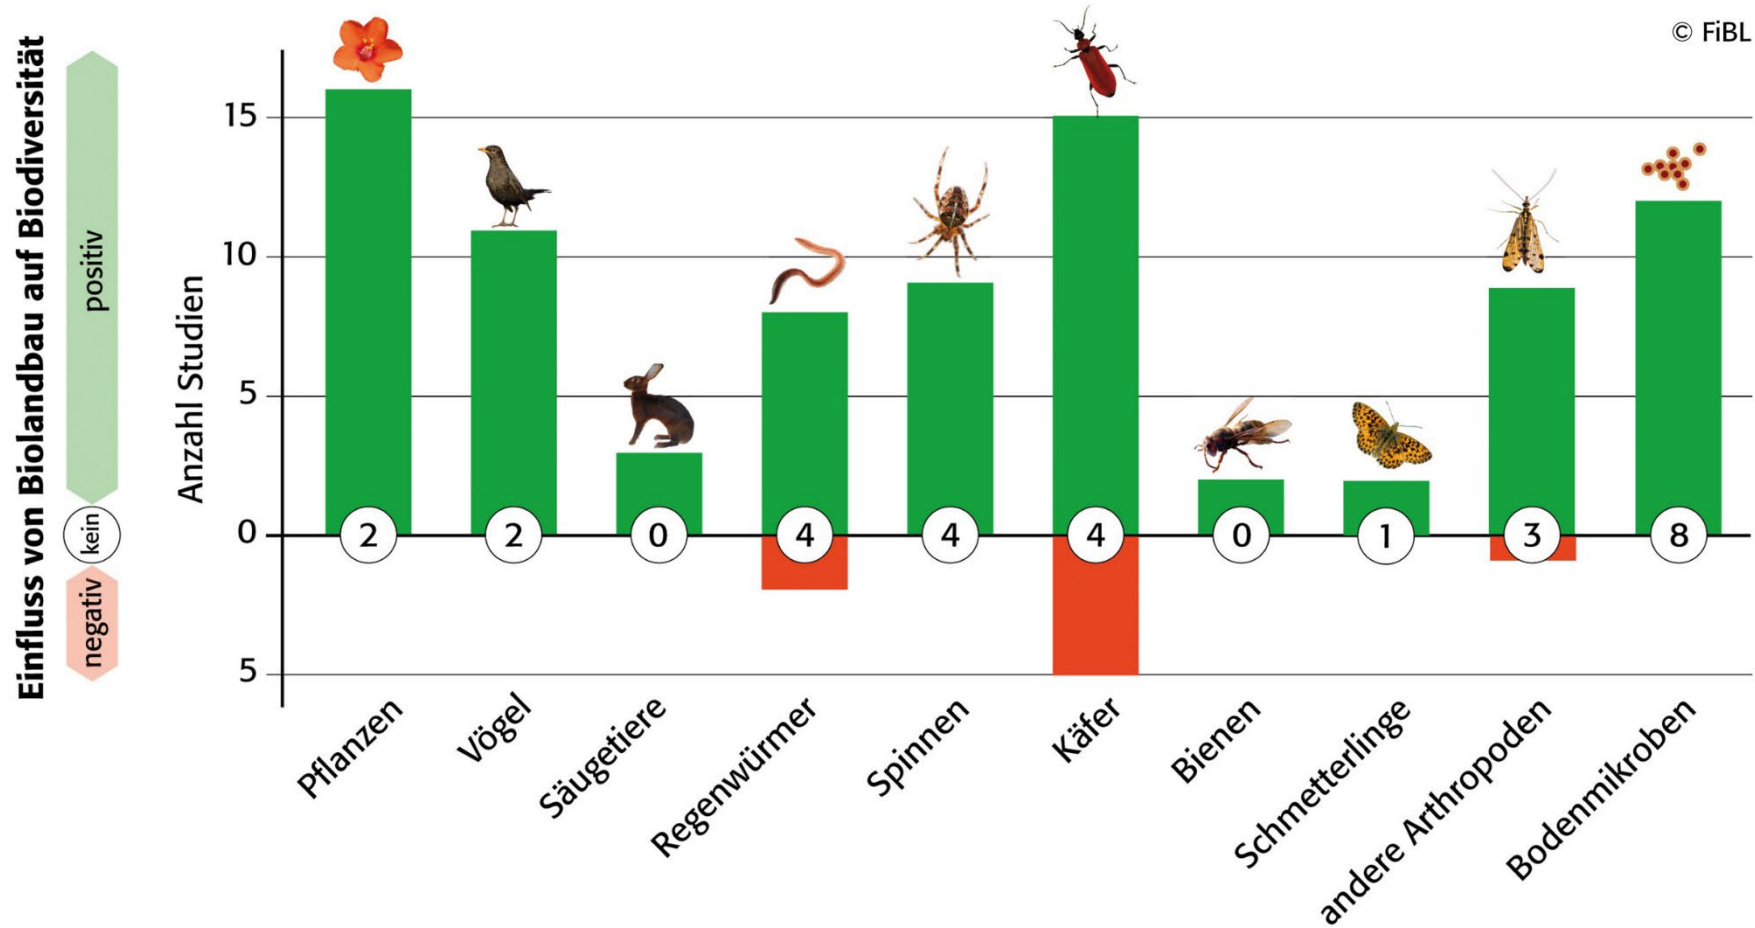 © FiBL
Einfluss von Biolandbau auf Biodiversität
positiv
kein
negativ
Anzahl Studien
15
10
5
0
5
2
2
0
4
4
4
0
1
3
8
Pflanzen
Vögel
Säugetiere
Regenwürmer
Spinnen
Käfer
Bienen
Schmetterlinge
andere Arthropoden
Bodenmikroben